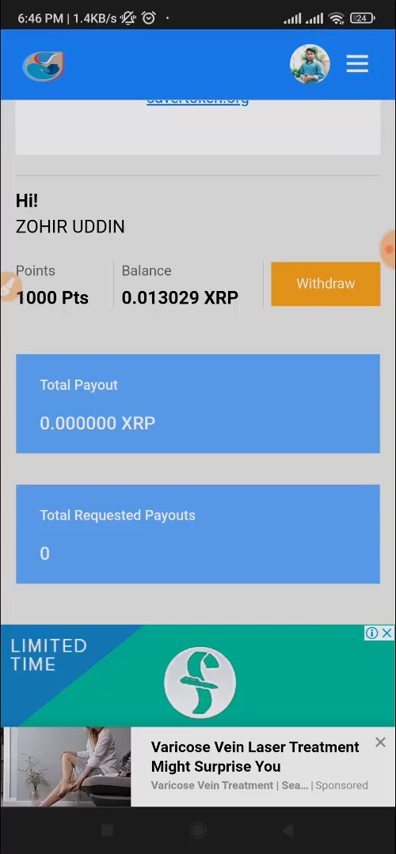 6:46 PM | 1.4KB/s
24
savertoken.org
Hi!
ZOHIR UDDIN
Points
Balance
1000 Pts
0.013029 XRP
Withdraw
Total Payout
0.000000 XRP
Total Requested Payouts
0
LIMITED
TIME
Varicose Vein Laser Treatment
Might Surprise You
Varicose Vein Treatment | Sea... | Sponsored